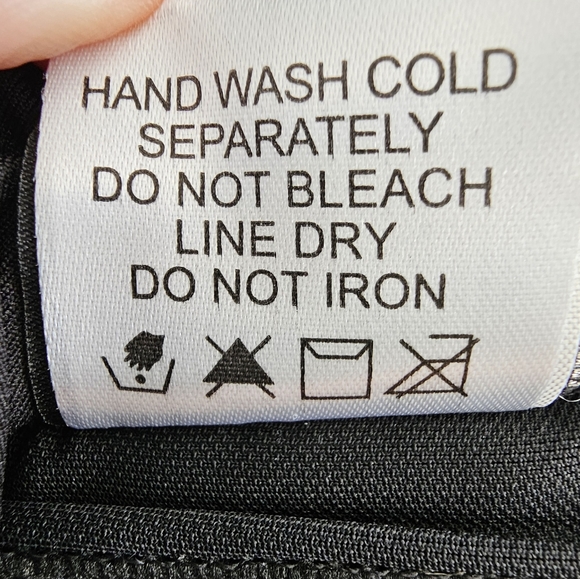 HAND WASH COLD
SEPARATELY
DO NOT BLEACH
LINE DRY
DO NOT IRON